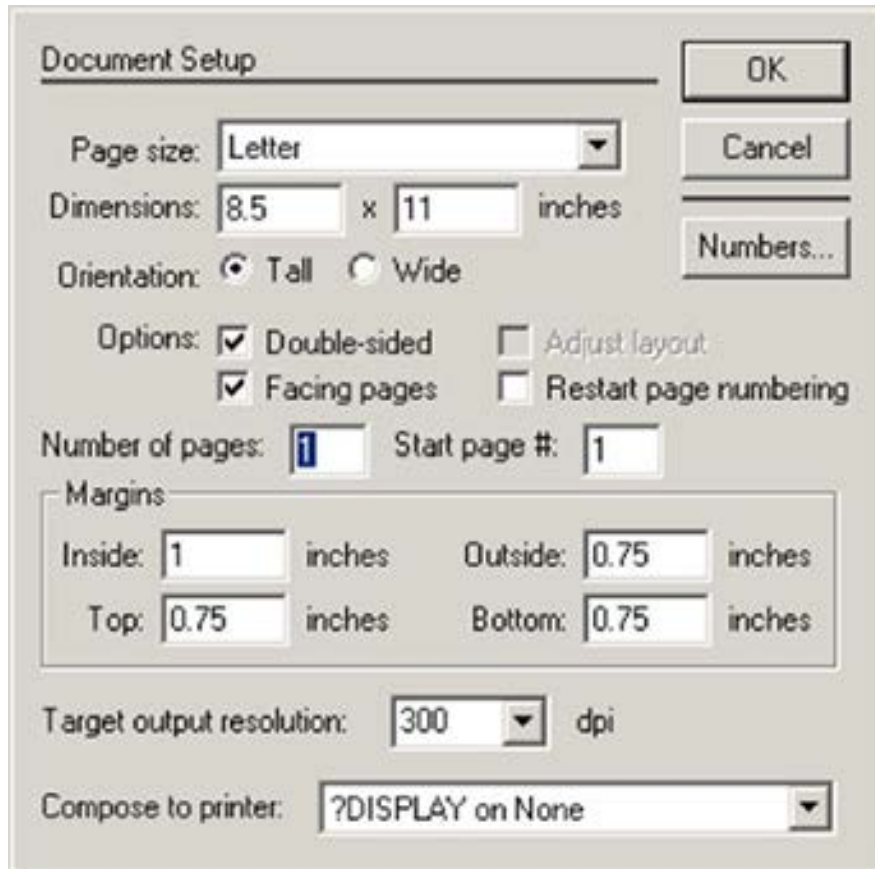 Document Setup
OK
Page size: Letter
Cancel
Dimensions: 8.5 x 11 inches
Numbers...
Orientation: Tall Wide
Options: Double-sided Adjust layout
Facing pages Restart page numbering
Number of pages: 1 Start page #: 1
Margins
Inside: 1 inches Outside: 0.75 inches
Top: 0.75 inches Bottom: 0.75 inches
Target output resolution: 300 dpi
Compose to printer: ?DISPLAY on None